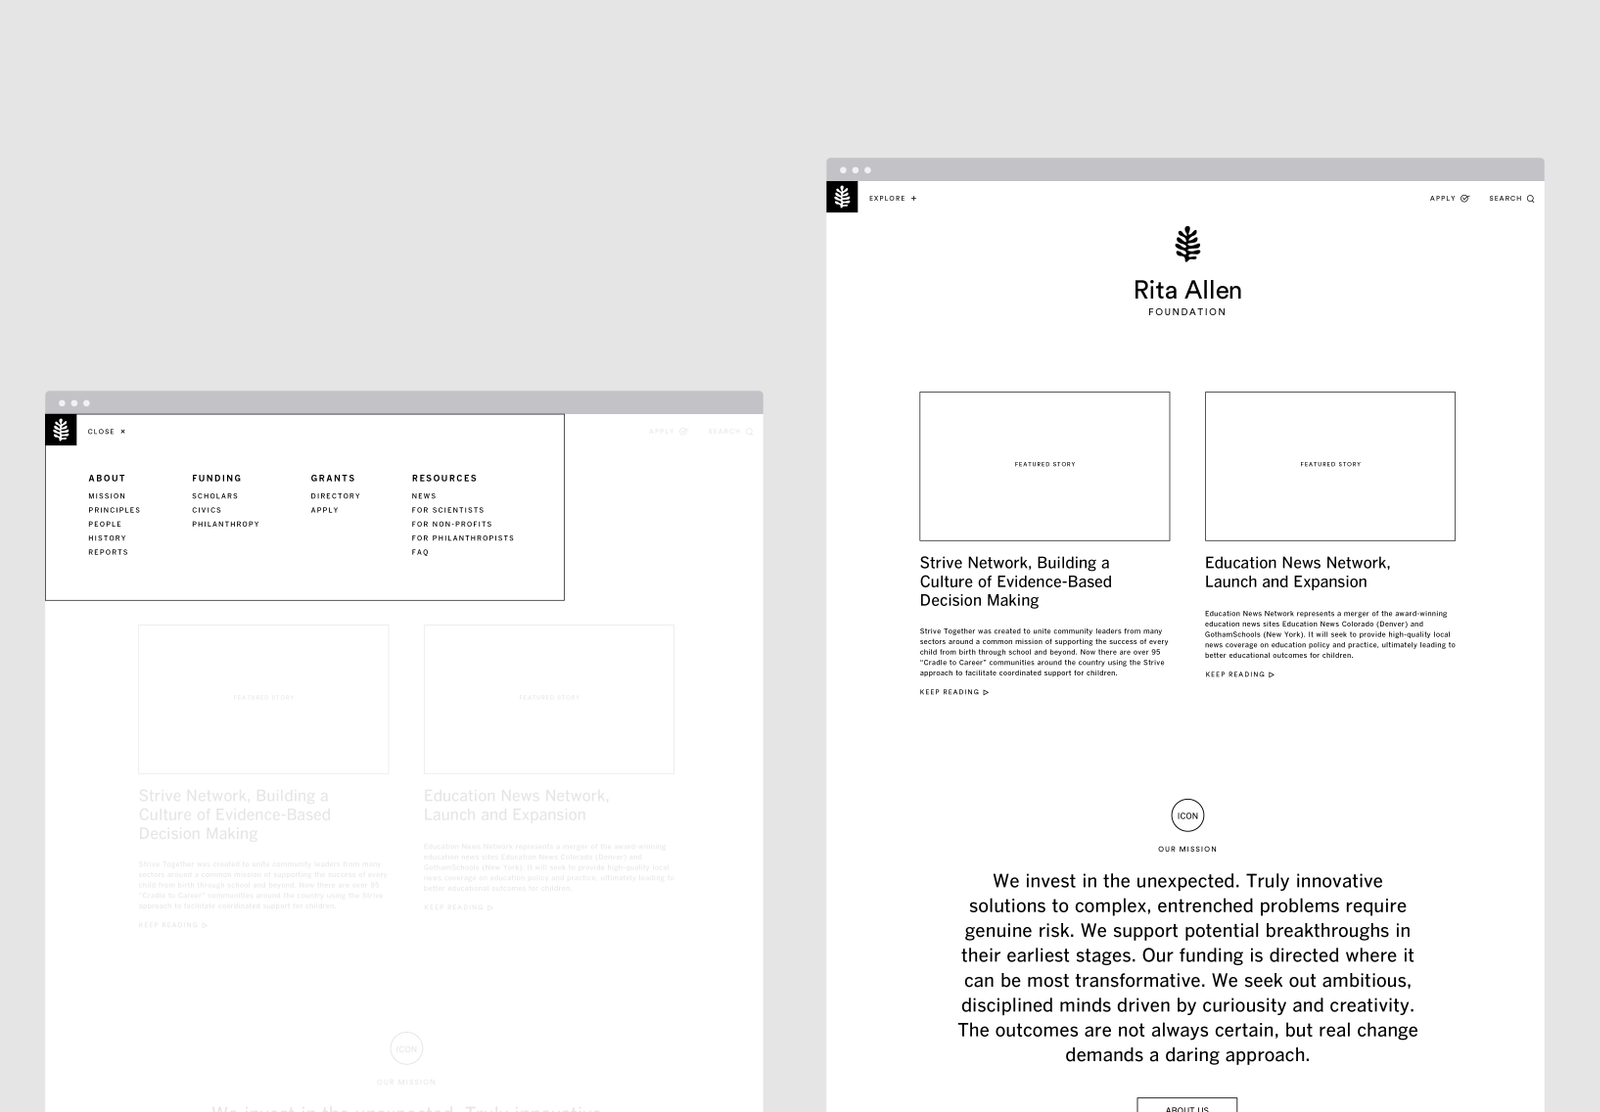 CLOSE ×
APPLY
SEARCH
ABOUT
MISSION
PRINCIPLES
PEOPLE
HISTORY
REPORTS
FUNDING
SCHOLARS
CIVICS
PHILANTHROPY
GRANTS
DIRECTORY
APPLY
RESOURCES
NEWS
FOR SCIENTISTS
FOR NON-PROFITS
FOR PHILANTHROPISTS
FAQ
FEATURED STORY
Strive Network, Building a
Culture of Evidence-Based
Decision Making
Strive Together was created to unite community leaders from many
sectors around a common mission of supporting the success of every
child from birth through school and beyond. Now there are over 95
"Cradle to Career" communities around the country using the Strive
approach to facilitate coordinated support for children.
KEEP READING
FEATURED STORY
Education News Network,
Launch and Expansion
Education News Network represents a merger of the award-winning
education news sites Education News Colorado (Denver) and
GothamSchools (New York). It will seek to provide high-quality local
news coverage on education policy and practice, ultimately leading to
better educational outcomes for children.
KEEP READING
ICON
OUR MISSION
We invest in the unexpected. Truly innovative
EXPLORE +
APPLY
SEARCH
Rita Allen
FOUNDATION
FEATURED STORY
Strive Network, Building a
Culture of Evidence-Based
Decision Making
Strive Together was created to unite community leaders from many
sectors around a common mission of supporting the success of every
child from birth through school and beyond. Now there are over 95
"Cradle to Career" communities around the country using the Strive
approach to facilitate coordinated support for children.
KEEP READING
FEATURED STORY
Education News Network,
Launch and Expansion
Education News Network represents a merger of the award-winning
education news sites Education News Colorado (Denver) and
GothamSchools (New York). It will seek to provide high-quality local
news coverage on education policy and practice, ultimately leading to
better educational outcomes for children.
KEEP READING
ICON
OUR MISSION
We invest in the unexpected. Truly innovative
solutions to complex, entrenched problems require
genuine risk. We support potential breakthroughs in
their earliest stages. Our funding is directed where it
can be most transformative. We seek out ambitious,
disciplined minds driven by curiousity and creativity.
The outcomes are not always certain, but real change
demands a daring approach.
ABOUT US